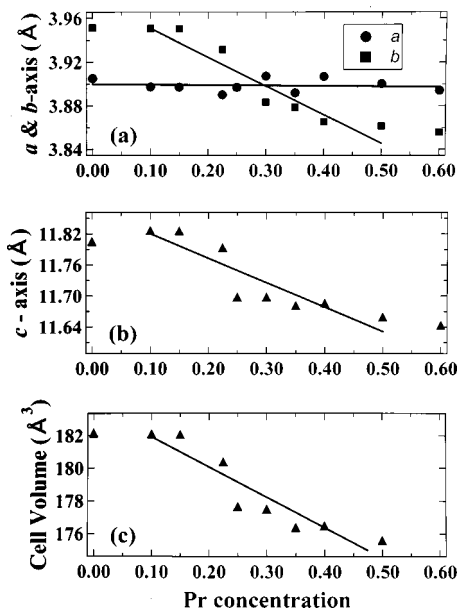 3.96
3.92
3.88
3.84
a & b-axis (Å)
a
b
(a)
0.00 0.10 0.20 0.30 0.40 0.50 0.60
11.82
11.76
11.70
11.64
c - axis (Å)
(b)
0.00 0.10 0.20 0.30 0.40 0.50 0.60
182
180
178
176
Cell Volume (Å³)
(c)
0.00 0.10 0.20 0.30 0.40 0.50 0.60
Pr concentration